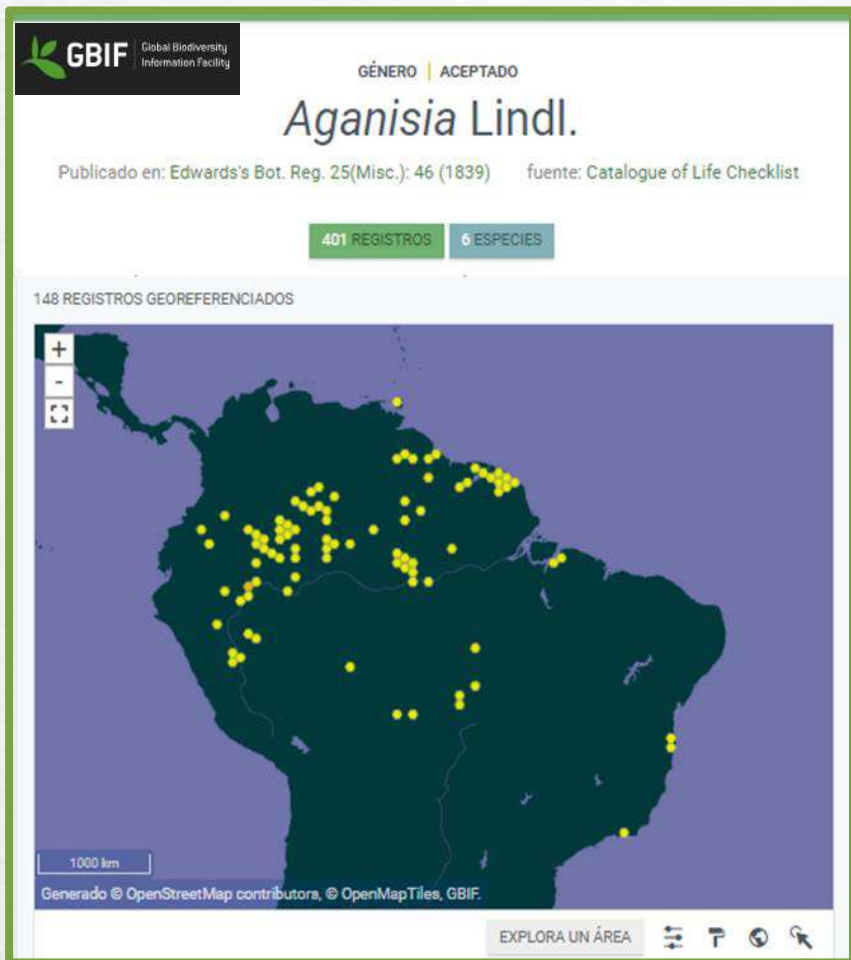 GBIF
Global Biodiversity
Information Facility
GÉNERO | ACEPTADO
Aganisia Lindl.
Publicado en: Edwards's Bot. Reg. 25(Misc.): 46 (1839) fuente: Catalogue of Life Checklist
401 REGISTROS 6 ESPECIES
148 REGISTROS GEOREFERENCIADOS
+
-
1000 km
Generado © OpenStreetMap contributors, © OpenMapTiles, GBIF.
EXPLORA UN ÁREA